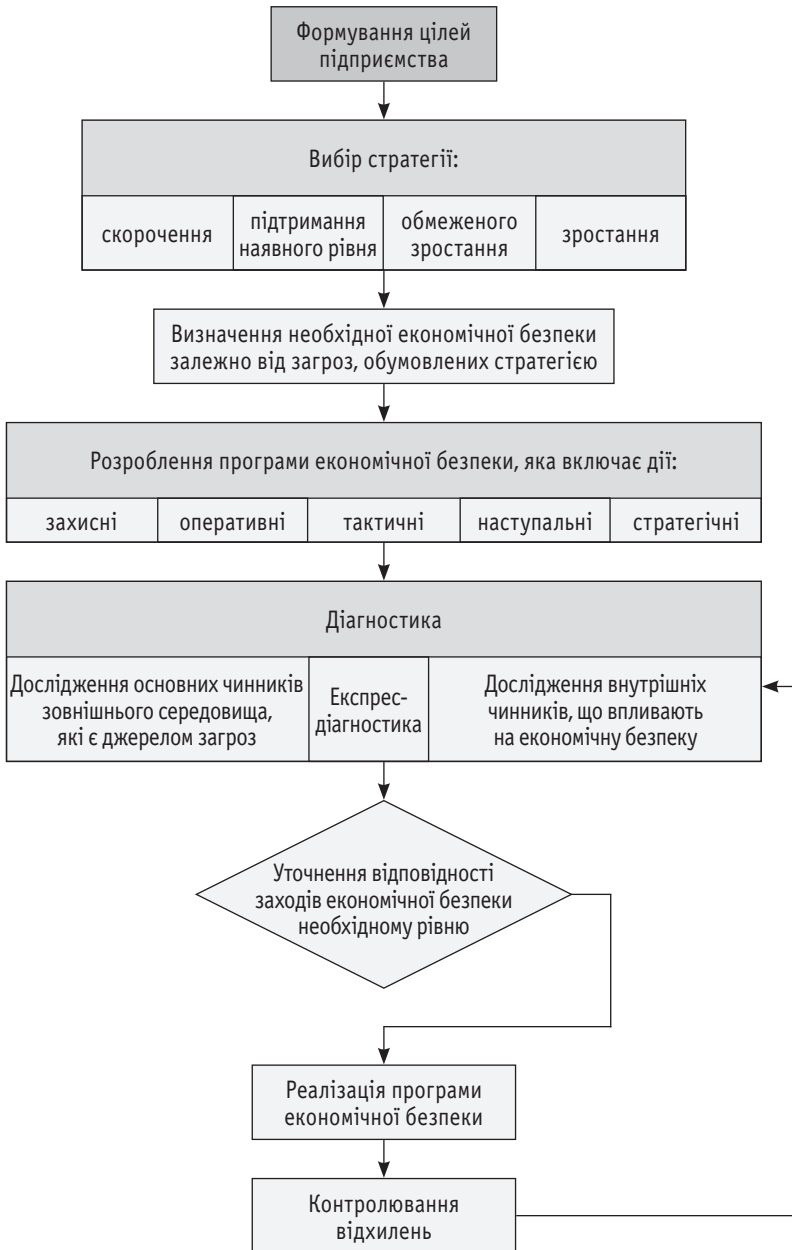 Формування цілей
підприємства
Вибір стратегії:
скорочення
підтримання
наявного рівня
обмеженого
зростання
зростання
Визначення необхідної економічної безпеки
залежно від загроз, обумовлених стратегією
Розроблення програми економічної безпеки, яка включає дії:
захисні
оперативні
тактичні
наступальні
стратегічні
Діагностика
Дослідження основних чинників
зовнішнього середовища,
які є джерелом загроз
Експрес-
діагностика
Дослідження внутрішніх
чинників, що впливають
на економічну безпеку
Уточнення відповідності
заходів економічної безпеки
необхідному рівню
Реалізація програми
економічної безпеки
Контролювання
відхилень